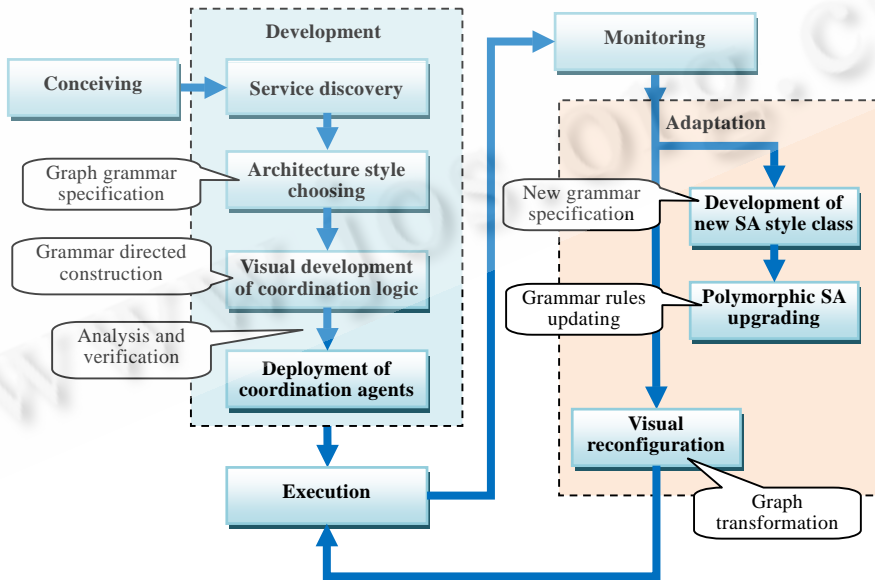 Development
Conceiving
Service discovery
Graph grammar
specification
Architecture style
choosing
Grammar directed
construction
Visual development
of coordination logic
Analysis and
verification
Deployment of
coordination agents
Execution
Monitoring
Adaptation
New grammar
specification
Development of
new SA style class
Grammar rules
updating
Polymorphic SA
upgrading
Visual
reconfiguration
Graph
transformation